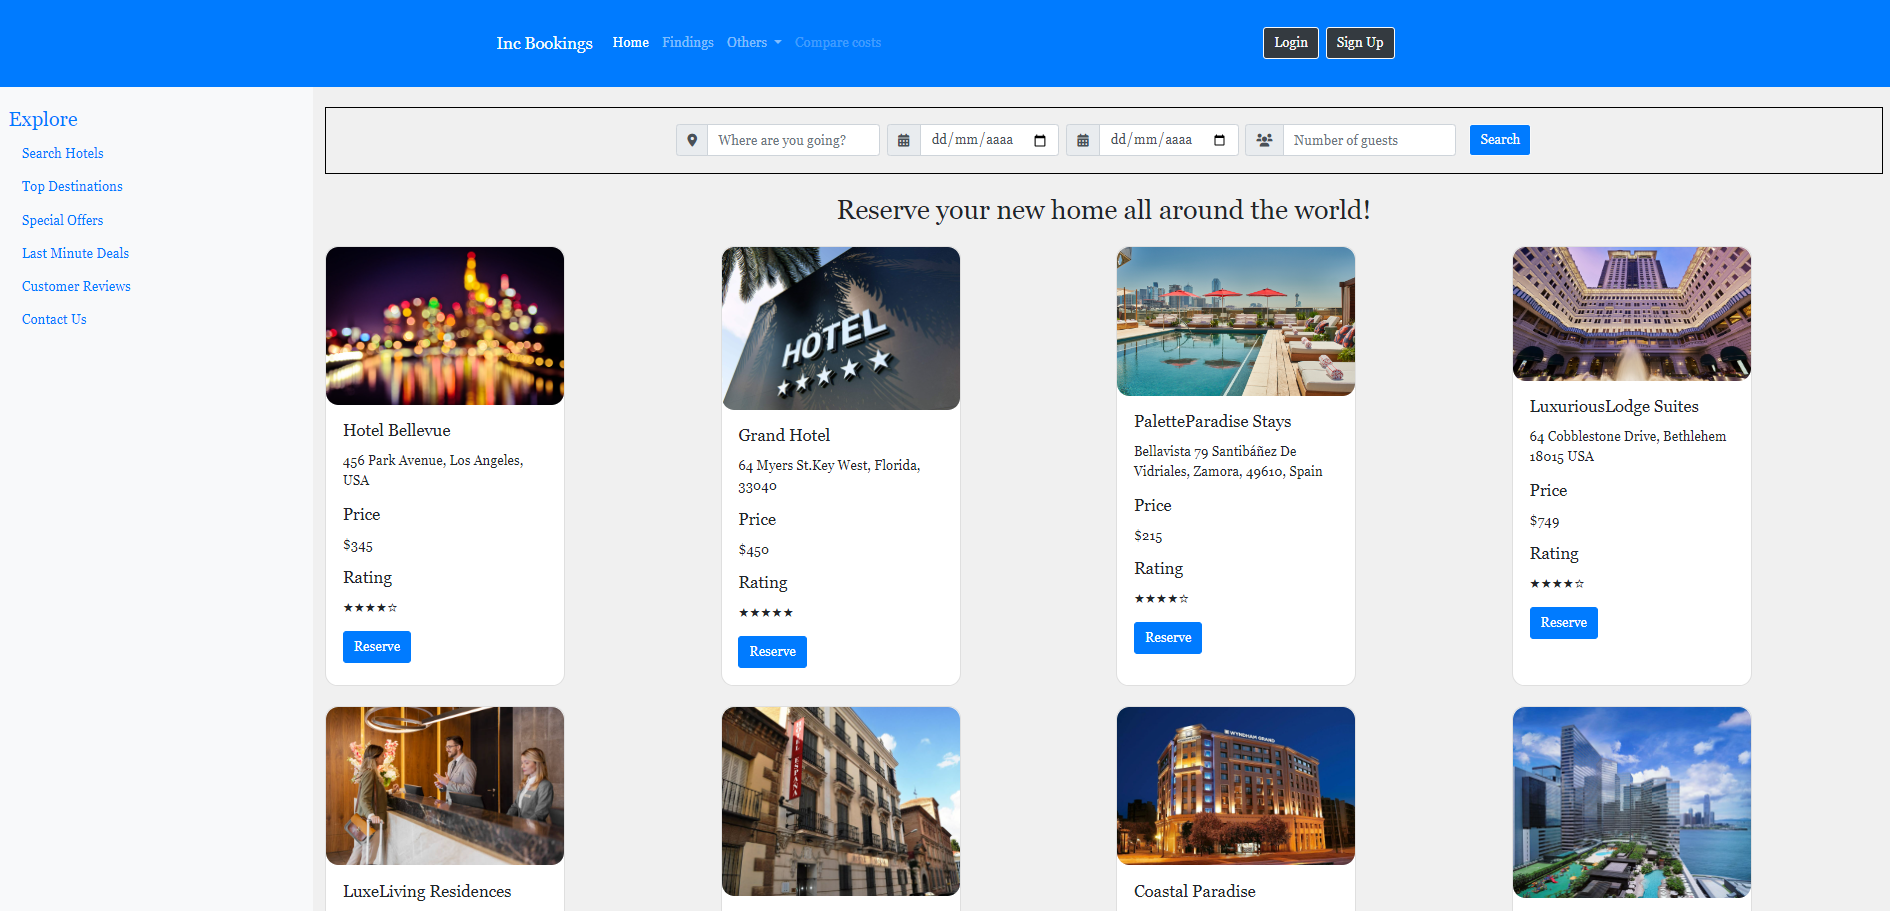 Inc Bookings Home Findings Others Compare costs Login Sign Up
Explore
Search Hotels
Top Destinations
Special Offers
Last Minute Deals
Customer Reviews
Contact Us
Where are you going? dd/mm/aaaa dd/mm/aaaa Number of guests Search
Reserve your new home all around the world!
Hotel Bellevue
456 Park Avenue, Los Angeles,
USA
Price
$345
Rating
★★★★☆
Reserve
HOTEL
★★★★★
Grand Hotel
64 Myers St.Key West, Florida,
33040
Price
$450
Rating
★★★★★
Reserve
PaletteParadise Stays
Bellavista 79 Santibáñez De
Vidriales, Zamora, 49610, Spain
Price
$215
Rating
★★★★☆
Reserve
LuxuriousLodge Suites
64 Cobblestone Drive, Bethlehem
18015 USA
Price
$749
Rating
★★★★☆
Reserve
LuxeLiving Residences
ESPAÑA
WYNDHAM GRAND
Coastal Paradise